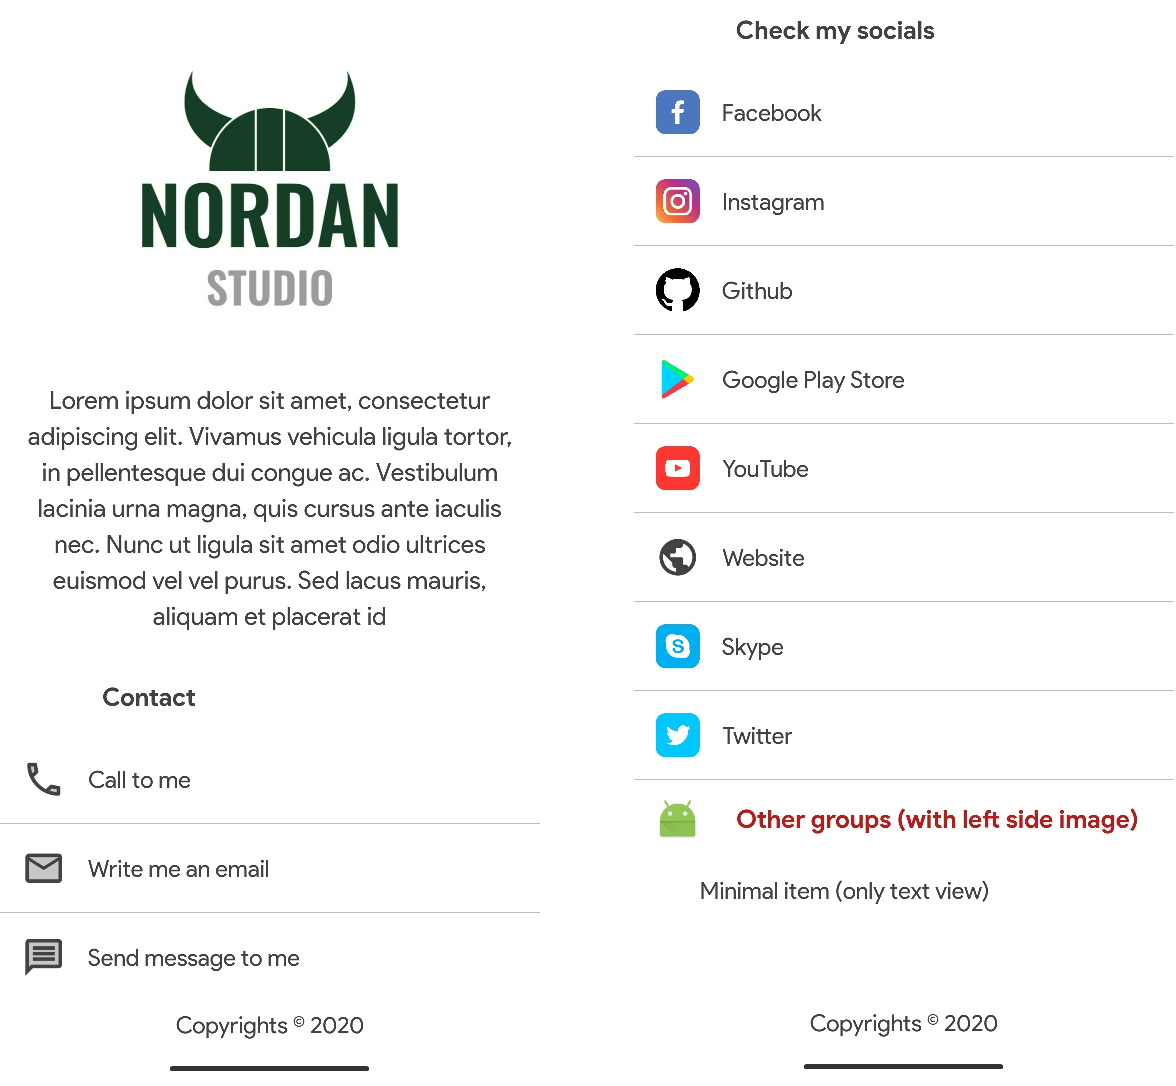 NORDAN
STUDIO
Lorem ipsum dolor sit amet, consectetur
adipiscing elit. Vivamus vehicula ligula tortor,
in pellentesque dui congue ac. Vestibulum
lacinia urna magna, quis cursus ante iaculis
nec. Nunc ut ligula sit amet odio ultrices
euismod vel vel purus. Sed lacus mauris,
aliquam et placerat id
Contact
Call to me
Write me an email
Send message to me
Copyrights © 2020
Check my socials
Facebook
Instagram
Github
Google Play Store
YouTube
Website
Skype
Twitter
Other groups (with left side image)
Minimal item (only text view)
Copyrights © 2020